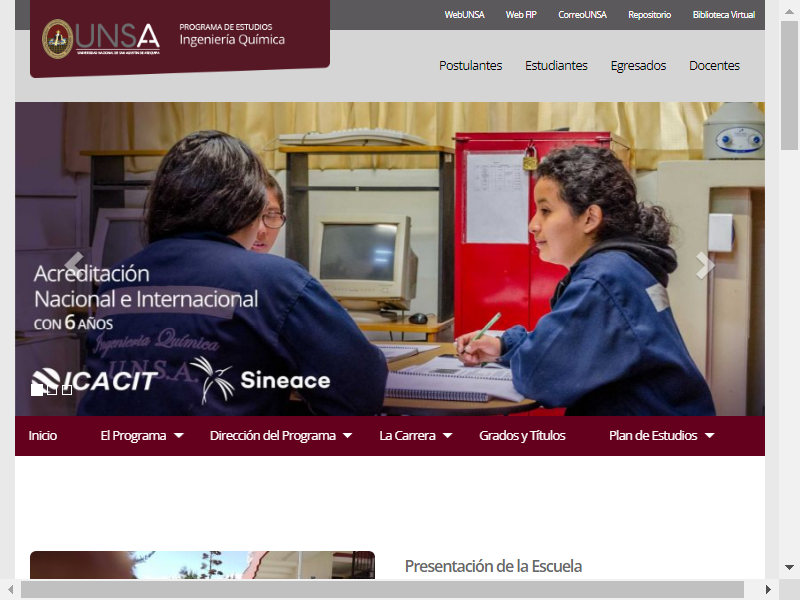 WebUNSA Web FIP CorreoUNSA Repositorio Biblioteca Virtual
UNSA
UNIVERSIDAD NACIONAL DE SAN AGUSTÍN DE AREQUIPA
PROGRAMA DE ESTUDIOS
Ingeniería Química
Postulantes Estudiantes Egresados Docentes
Acreditación
Nacional e Internacional
CON 6 AÑOS
Ingeniería Química
U.N.S.A.
ICACIT Sineace
Inicio El Programa Dirección del Programa La Carrera Grados y Títulos Plan de Estudios
Presentación de la Escuela